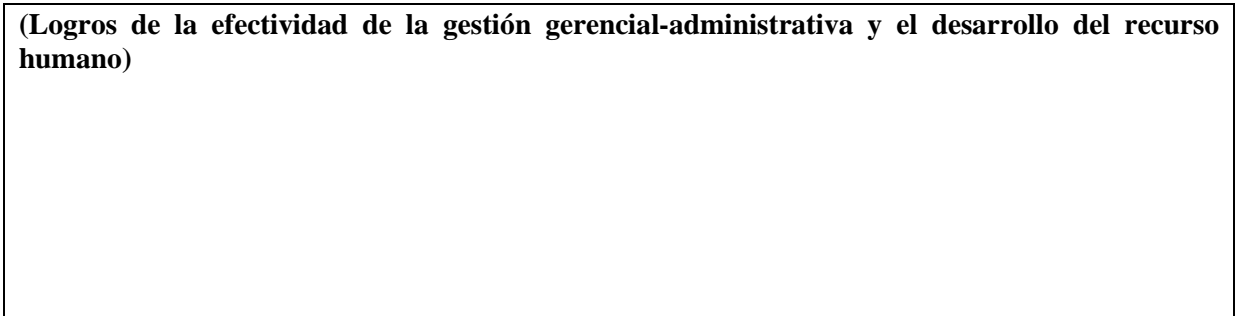 (Logros de la efectividad de la gestión gerencial-administrativa y el desarrollo del recurso
humano)